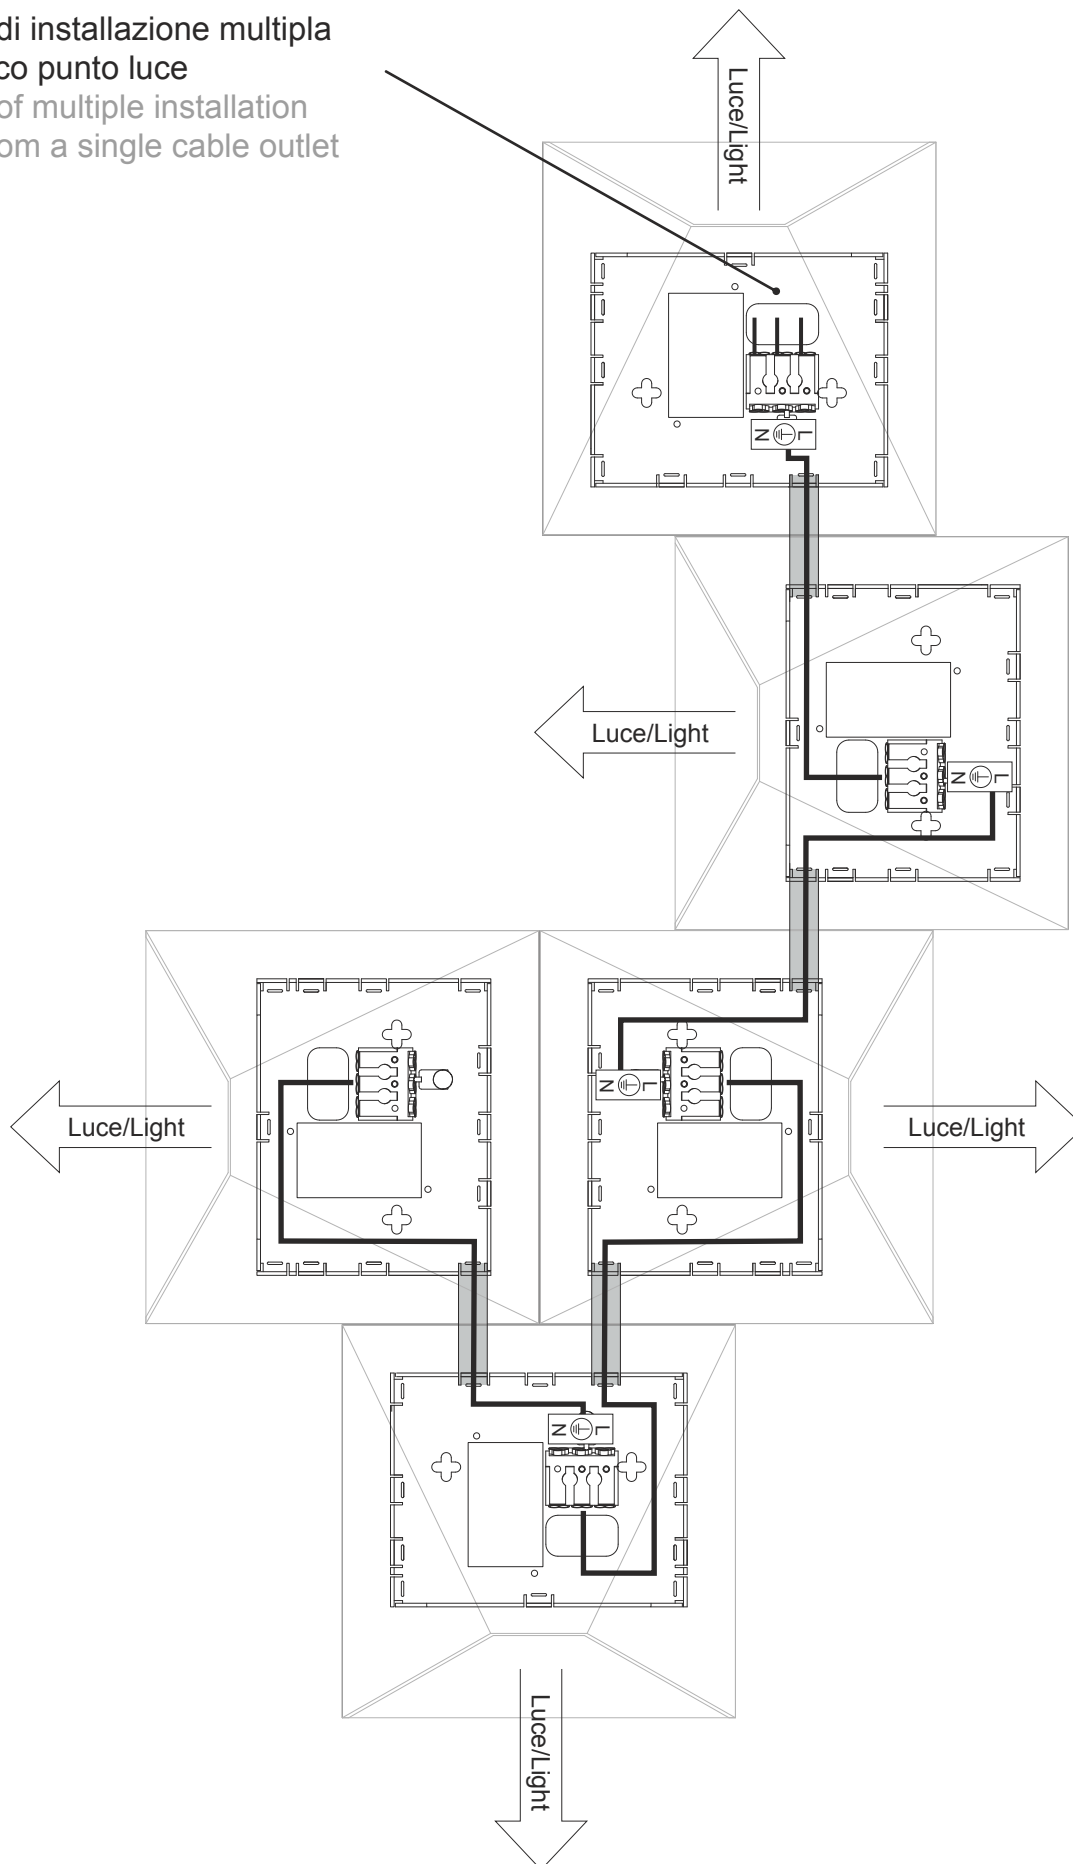 di installazione multipla
co punto luce
of multiple installation
om a single cable outlet
Luce/Light
N L
Luce/Light
N L
Luce/Light
N L
Luce/Light
N L
Luce/Light